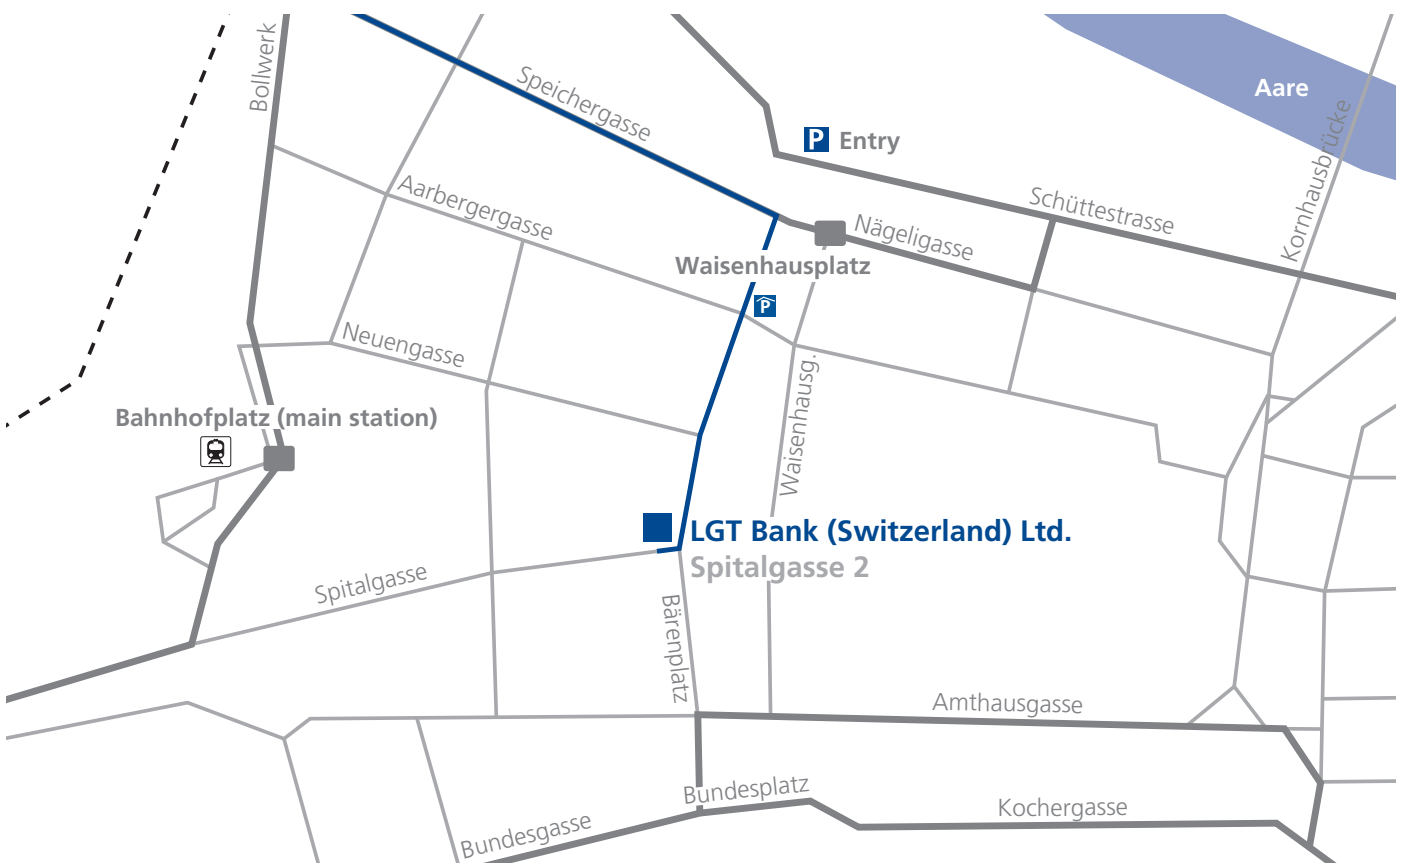 Bollwerk
Speichergasse
Aare
P Entry
Kornhausbrücke
Aarbergergasse
Schüttestrasse
Nägeligasse
Waisenhausplatz
P
Neuengasse
Waisenhausg.
Bahnhofplatz (main station)
LGT Bank (Switzerland) Ltd.
Spitalgasse 2
Spitalgasse
Bärenplatz
Amthausgasse
Bundesplatz
Kochergasse
Bundesgasse